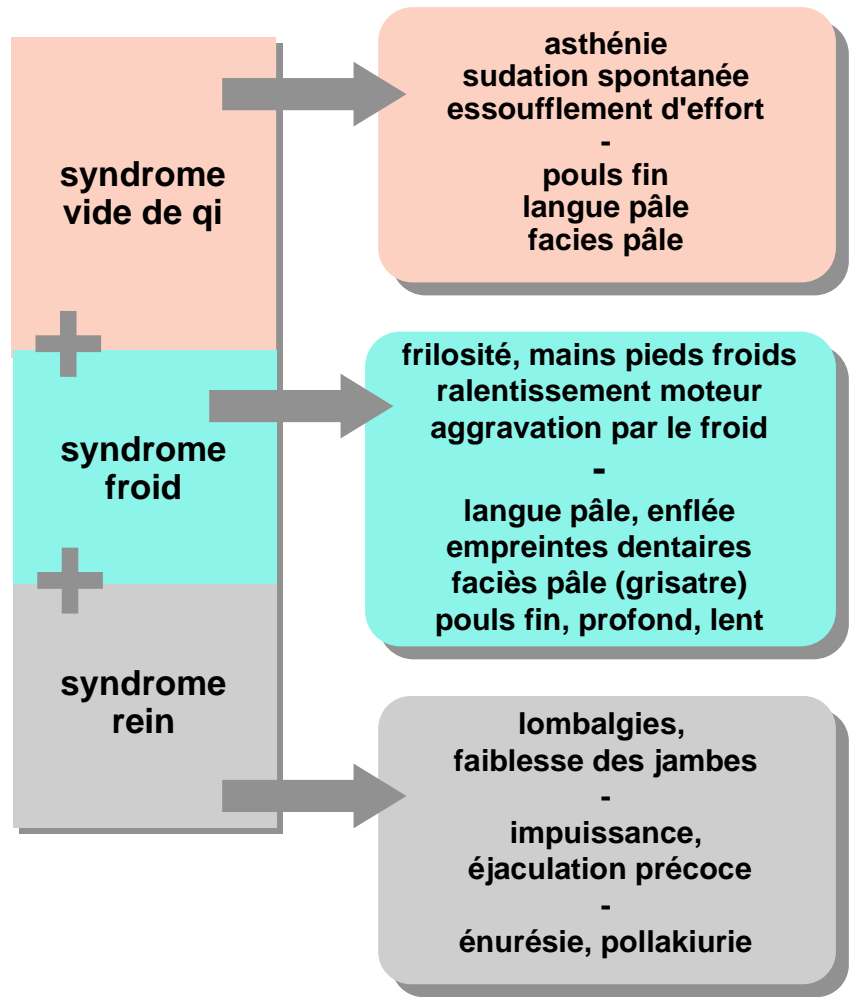 syndrome
vide de qi
asthénie
sudation spontanée
essoufflement d'effort
-
pouls fin
langue pâle
facies pâle
+
syndrome
froid
frilosité, mains pieds froids
ralentissement moteur
aggravation par le froid
-
langue pâle, enflée
empreintes dentaires
faciès pâle (grisatre)
pouls fin, profond, lent
+
syndrome
rein
lombalgies,
faiblesse des jambes
-
impuissance,
éjaculation précoce
-
énurésie, pollakiurie